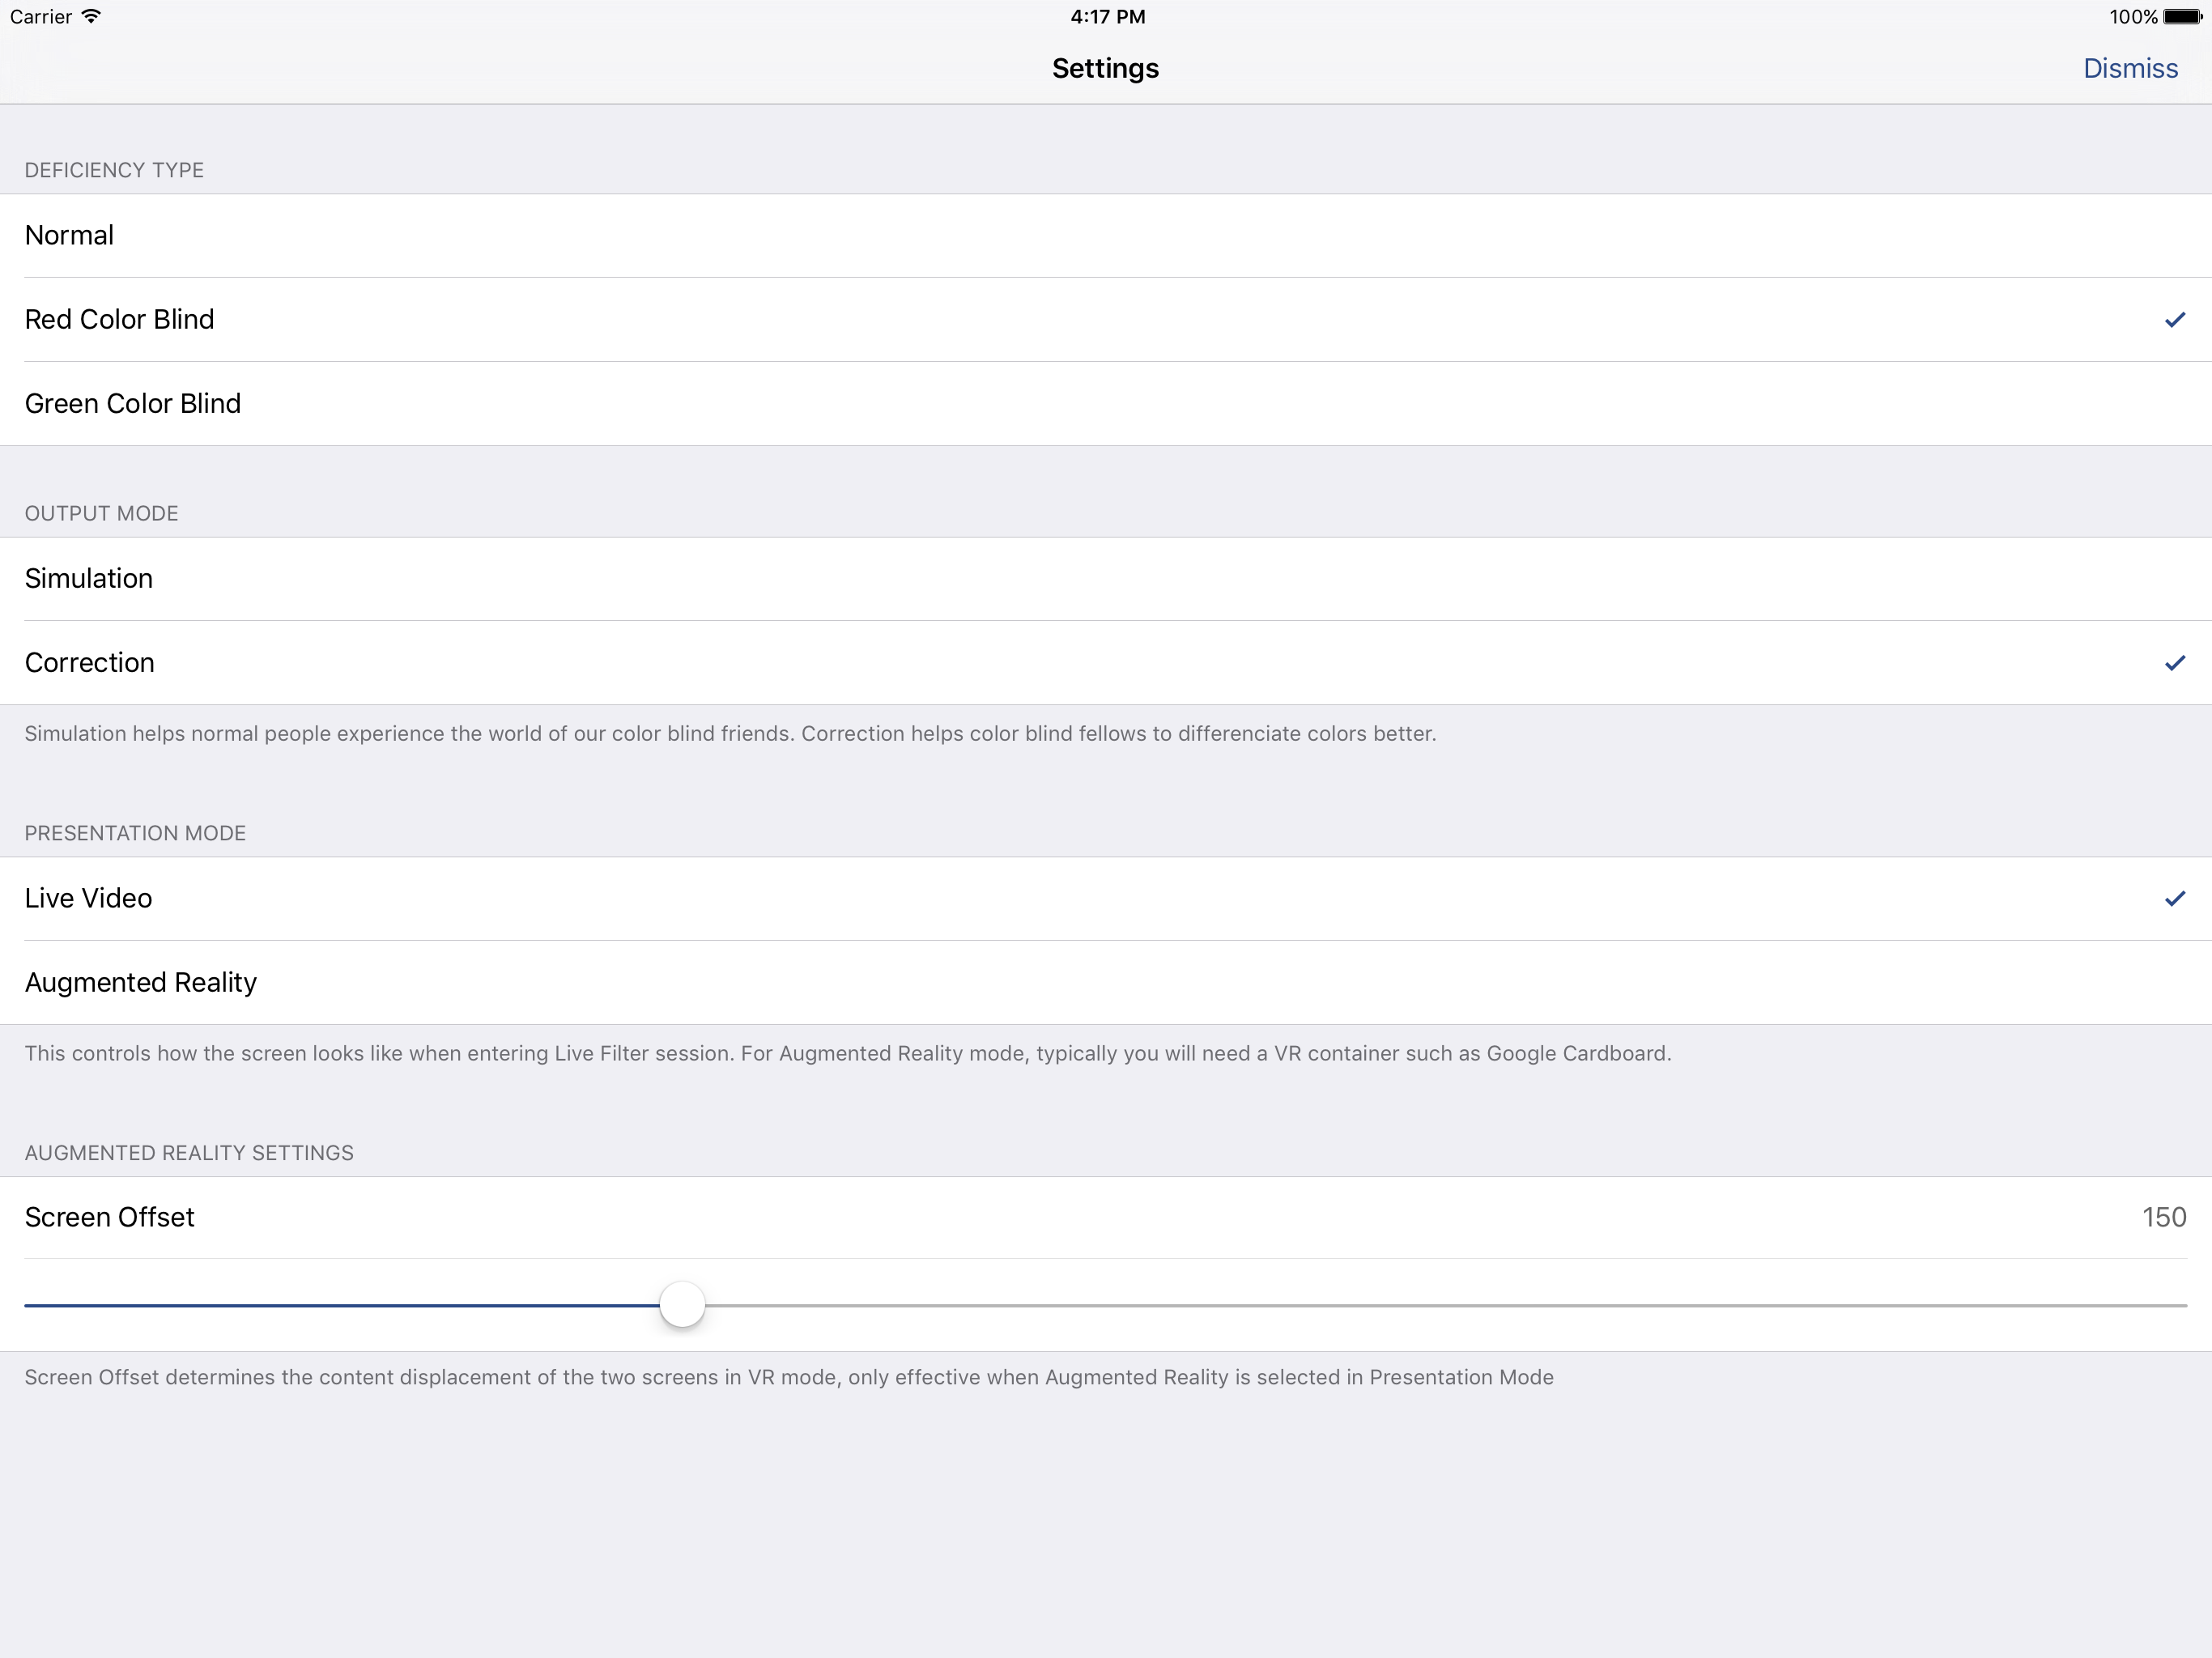 Carrier 4:17 PM 100%
Settings Dismiss
DEFICIENCY TYPE
Normal
Red Color Blind
Green Color Blind
OUTPUT MODE
Simulation
Correction
Simulation helps normal people experience the world of our color blind friends. Correction helps color blind fellows to differenciate colors better.
PRESENTATION MODE
Live Video
Augmented Reality
This controls how the screen looks like when entering Live Filter session. For Augmented Reality mode, typically you will need a VR container such as Google Cardboard.
AUGMENTED REALITY SETTINGS
Screen Offset 150
Screen Offset determines the content displacement of the two screens in VR mode, only effective when Augmented Reality is selected in Presentation Mode